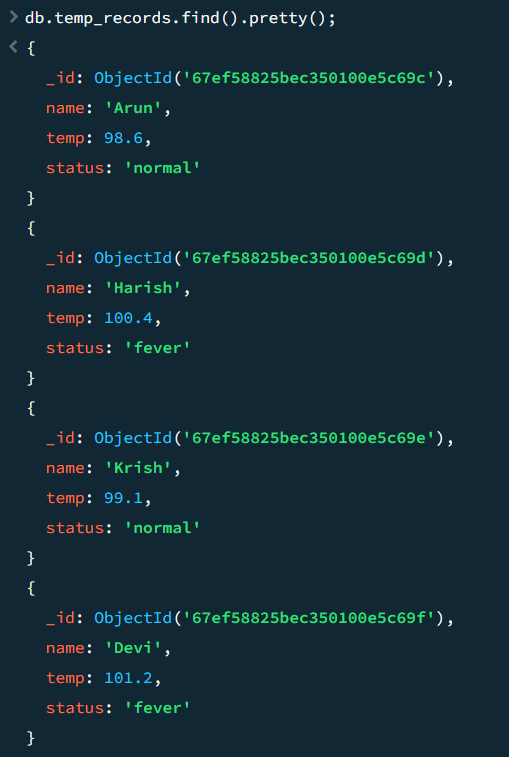 db.temp_records.find().pretty();
{
_id: ObjectId('67ef58825bec350100e5c69c'),
name: 'Arun',
temp: 98.6,
status: 'normal'
}
{
_id: ObjectId('67ef58825bec350100e5c69d'),
name: 'Harish',
temp: 100.4,
status: 'fever'
}
{
_id: ObjectId('67ef58825bec350100e5c69e'),
name: 'Krish',
temp: 99.1,
status: 'normal'
}
{
_id: ObjectId('67ef58825bec350100e5c69f'),
name: 'Devi',
temp: 101.2,
status: 'fever'
}